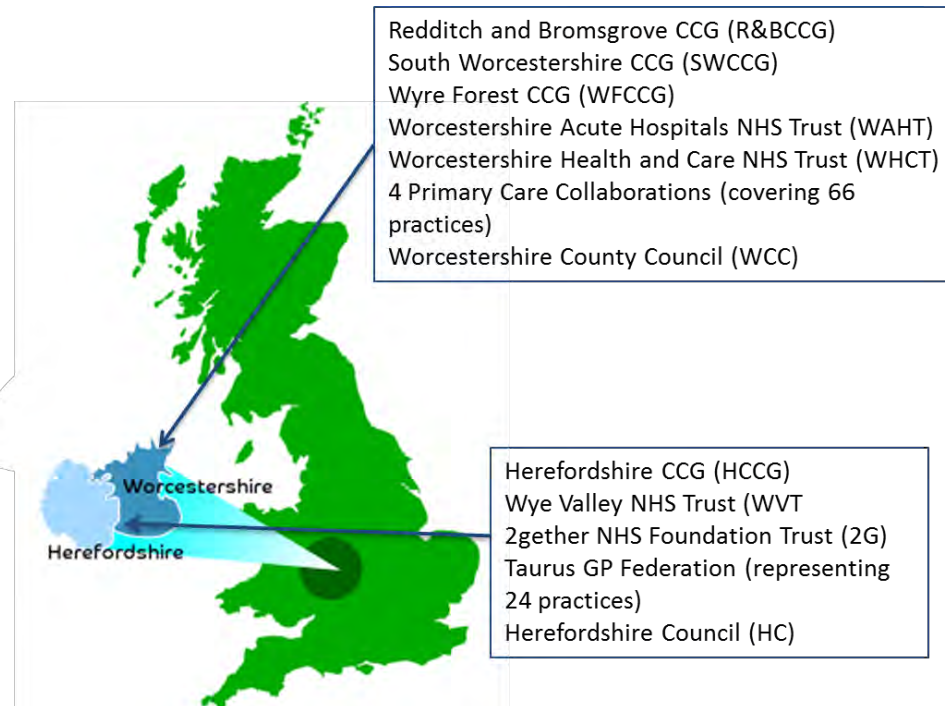 Redditch and Bromsgrove CCG (R&BCCG)
South Worcestershire CCG (SWCCG)
Wyre Forest CCG (WFCCG)
Worcestershire Acute Hospitals NHS Trust (WAHT)
Worcestershire Health and Care NHS Trust (WHCT)
4 Primary Care Collaborations (covering 66
practices)
Worcestershire County Council (WCC)
Worcestershire
Herefordshire
Herefordshire CCG (HCCG)
Wye Valley NHS Trust (WVT
2gether NHS Foundation Trust (2G)
Taurus GP Federation (representing
24 practices)
Herefordshire Council (HC)